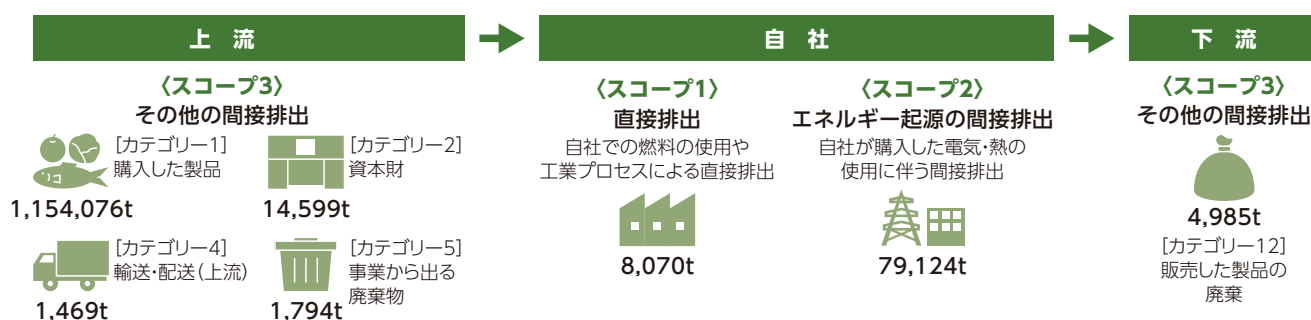 上 流
〈スコープ3〉
その他の間接排出
[カテゴリー1]
購入した製品
1,154,076t
[カテゴリー2]
資本財
14,599t
[カテゴリー4]
輸送・配送(上流)
1,469t
[カテゴリー5]
事業から出る
廃棄物
1,794t
自 社
〈スコープ1〉
直接排出
自社での燃料の使用や
工業プロセスによる直接排出
8,070t
〈スコープ2〉
エネルギー起源の間接排出
自社が購入した電気・熱の
使用に伴う間接排出
79,124t
下 流
〈スコープ3〉
その他の間接排出
4,985t
[カテゴリー12]
販売した製品の
廃棄